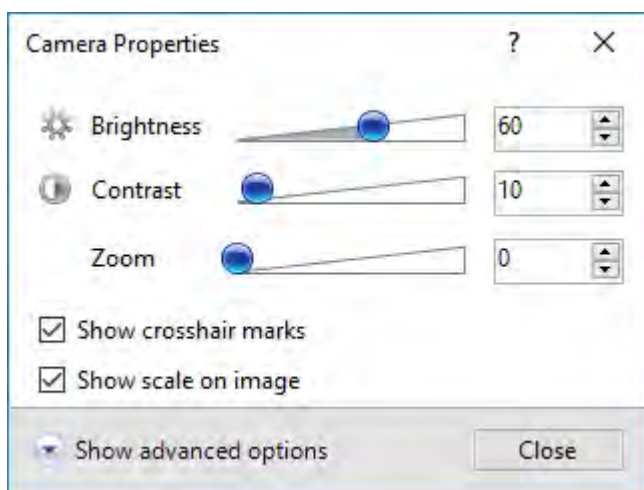 Camera Properties ?
Brightness 60
Contrast 10
Zoom 0
Show crosshair marks
Show scale on image
Show advanced options Close